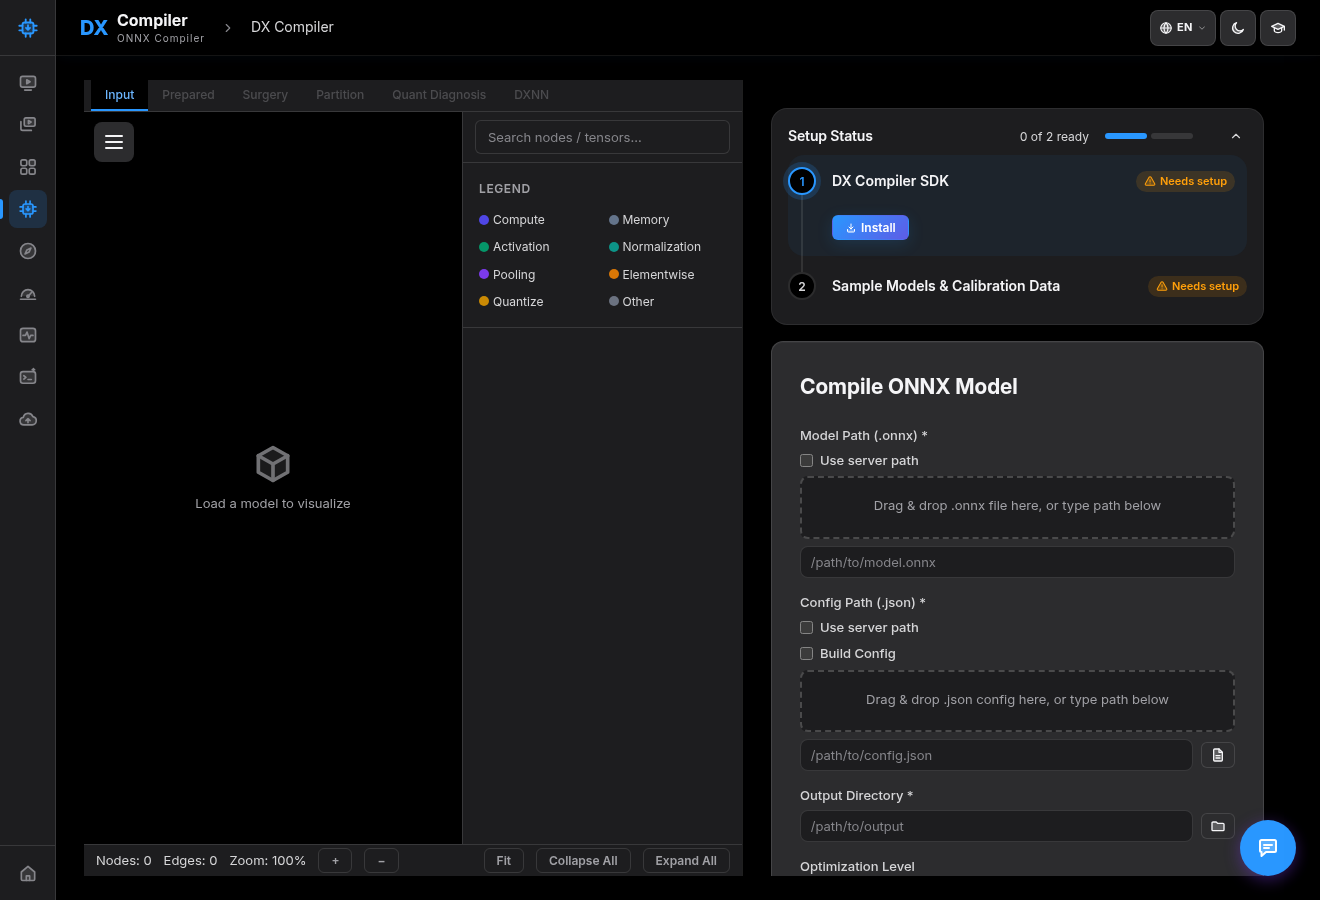 DX Compiler
ONNX Compiler
DX Compiler
EN
Input Prepared Surgery Partition Quant Diagnosis DXNN
Search nodes / tensors...
LEGEND
Compute Memory
Activation Normalization
Pooling Elementwise
Quantize Other
Load a model to visualize
Nodes: 0 Edges: 0 Zoom: 100% + − Fit Collapse All Expand All
Setup Status 0 of 2 ready
1 DX Compiler SDK Needs setup
Install
2 Sample Models & Calibration Data Needs setup
Compile ONNX Model
Model Path (.onnx) *
Use server path
Drag & drop .onnx file here, or type path below
/path/to/model.onnx
Config Path (.json) *
Use server path
Build Config
Drag & drop .json config here, or type path below
/path/to/config.json
Output Directory *
/path/to/output
Optimization Level